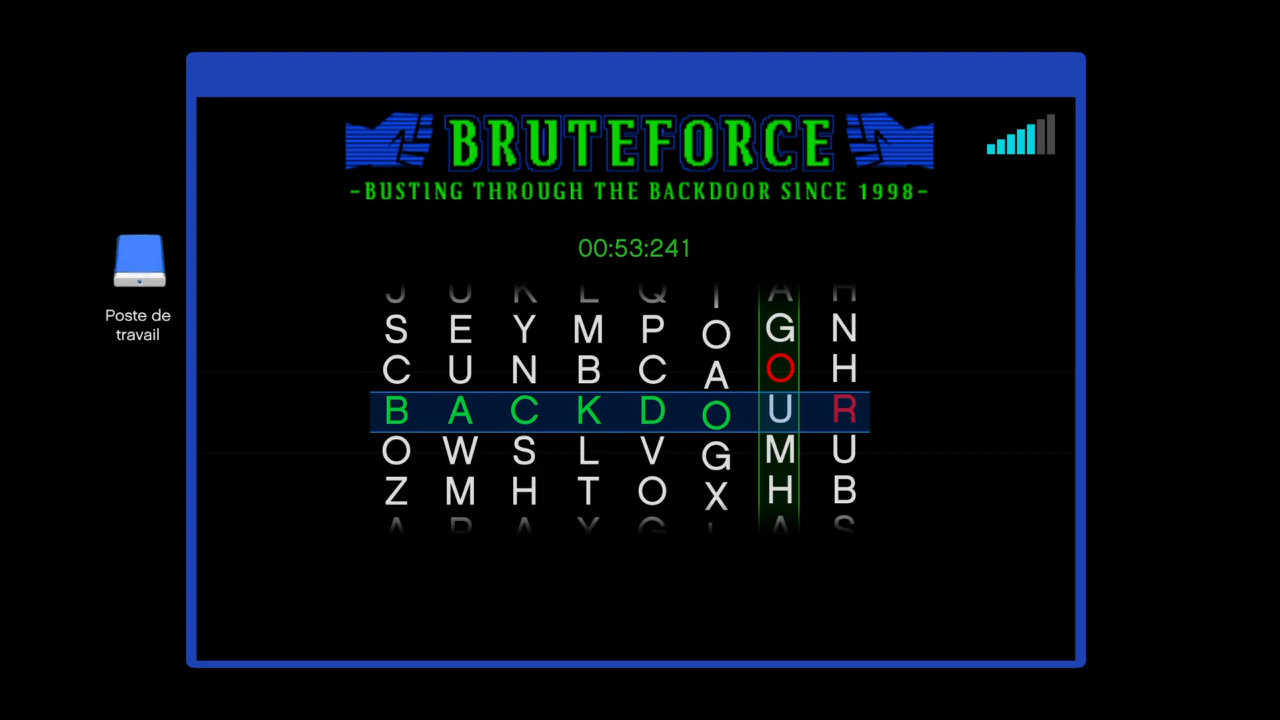 BRUTEFORCE
-BUSTING THROUGH THE BACKDOOR SINCE 1998-
00:53:241
Poste de
travail
J U K L Q T A H
S E Y M P O G N
C U N B C A O H
B A C K D O U R
O W S L V G M U
Z M H T O X H B